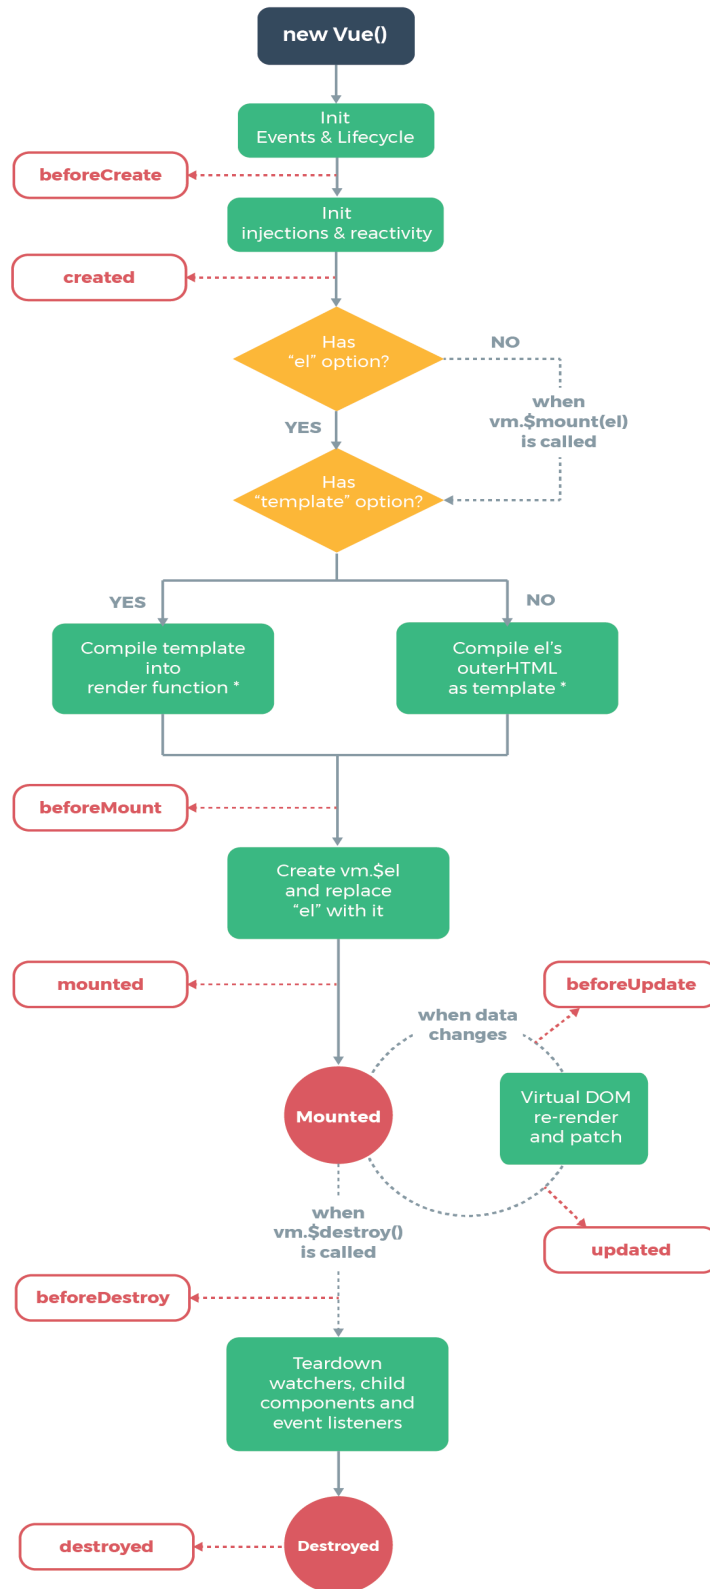 new Vue()
Init
Events & Lifecycle
beforeCreate
Init
injections & reactivity
created
Has
“el” option?
NO
when
vm.$mount(el)
is called
YES
Has
“template” option?
YES
NO
Compile template
into
render function *
Compile el’s
outerHTML
as template *
beforeMount
Create vm.$el
and replace
“el” with it
mounted
beforeUpdate
when data
changes
Mounted
Virtual DOM
re-render
and patch
when
vm.$destroy()
is called
updated
beforeDestroy
Teardown
watchers, child
components and
event listeners
destroyed
Destroyed